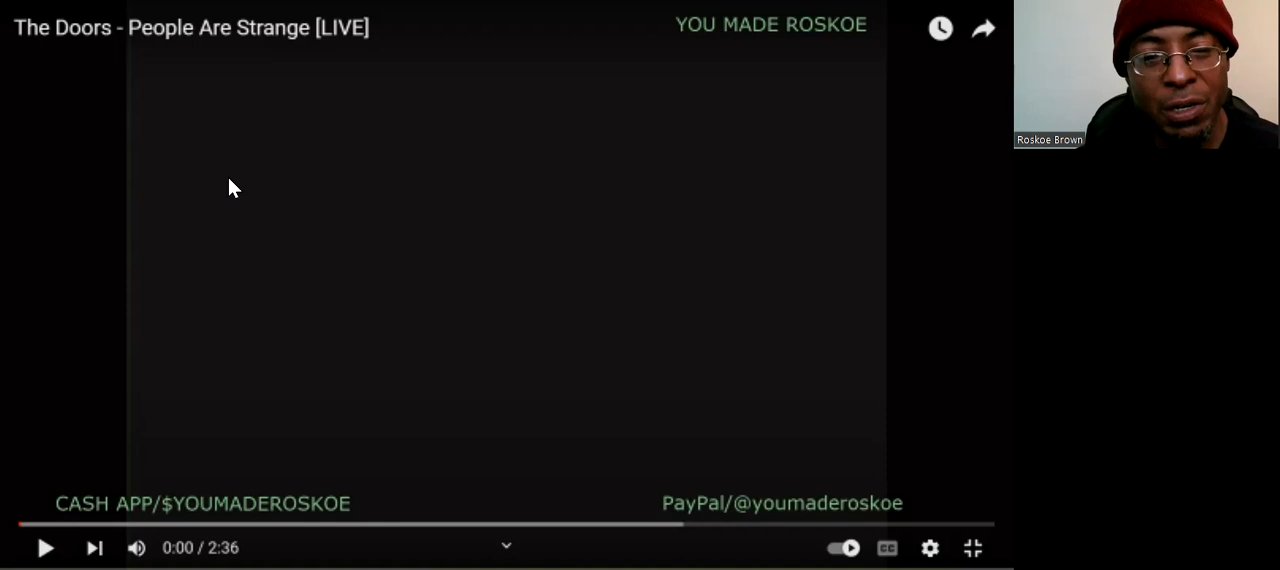 The Doors - People Are Strange [LIVE]
YOU MADE ROSKOE
Roskoe Brown
CASH APP/$YOUMADEROSKOE
PayPal/@youmaderoskoe
0:00 / 2:36
CC